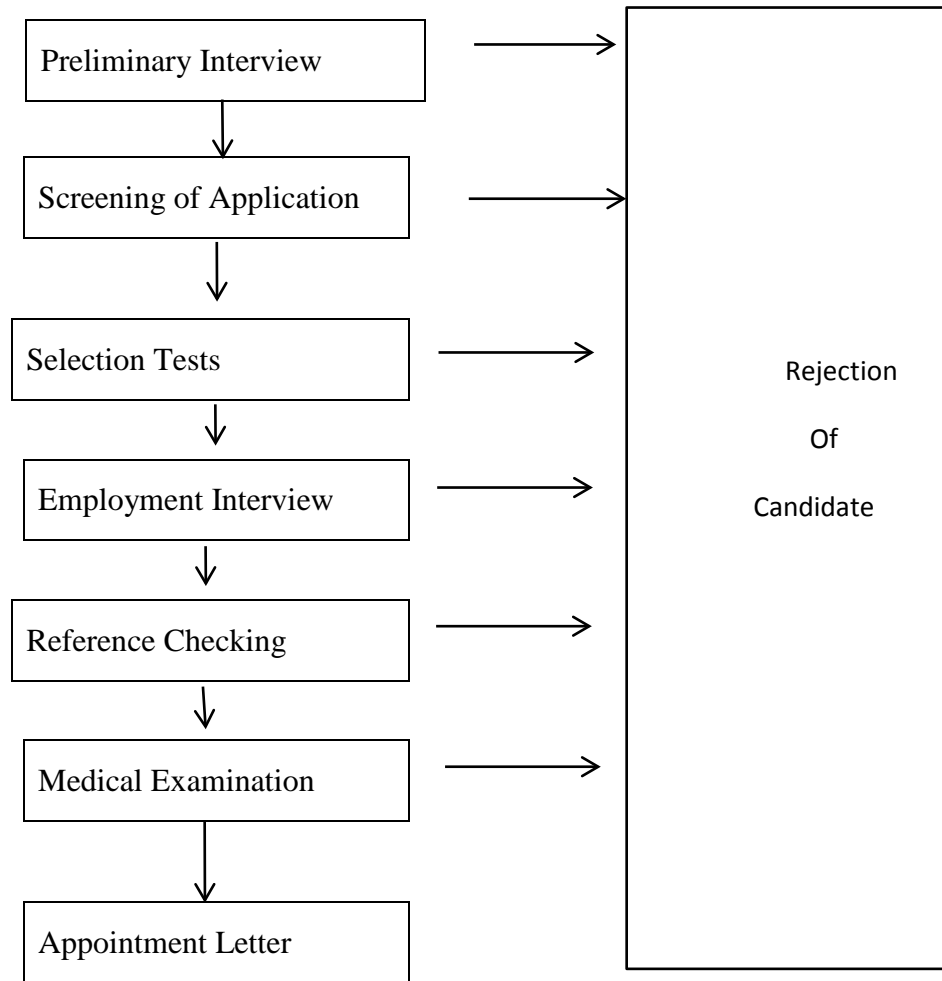 Preliminary Interview
Screening of Application
Selection Tests
Rejection
Of
Employment Interview
Candidate
Reference Checking
Medical Examination
Appointment Letter